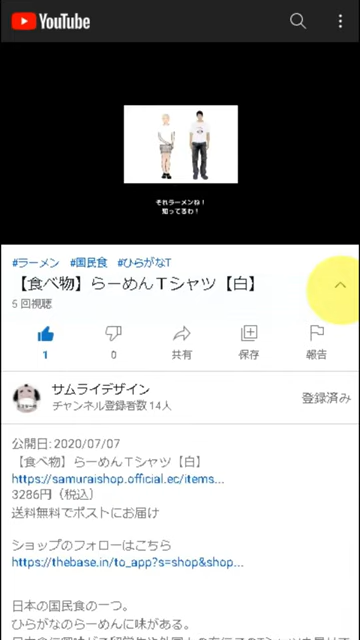 YouTube
それラーメンね！
知ってるわ！
#ラーメン #国民食 #ひらがなT
【食べ物】らーめんＴシャツ【白】
5 回視聴
1
0
共有
保存
報告
サムライデザイン
チャンネル登録者数 14人
登録済み
公開日: 2020/07/07
【食べ物】らーめんＴシャツ【白】
https://samuraishop.official.ec/items...
3286円（税込）
送料無料でポストにお届け
ショップのフォローはこちら
https://thebase.in/to_app?s=shop&shop...
日本の国民食の一つ。
ひらがなのらーめんに味がある。